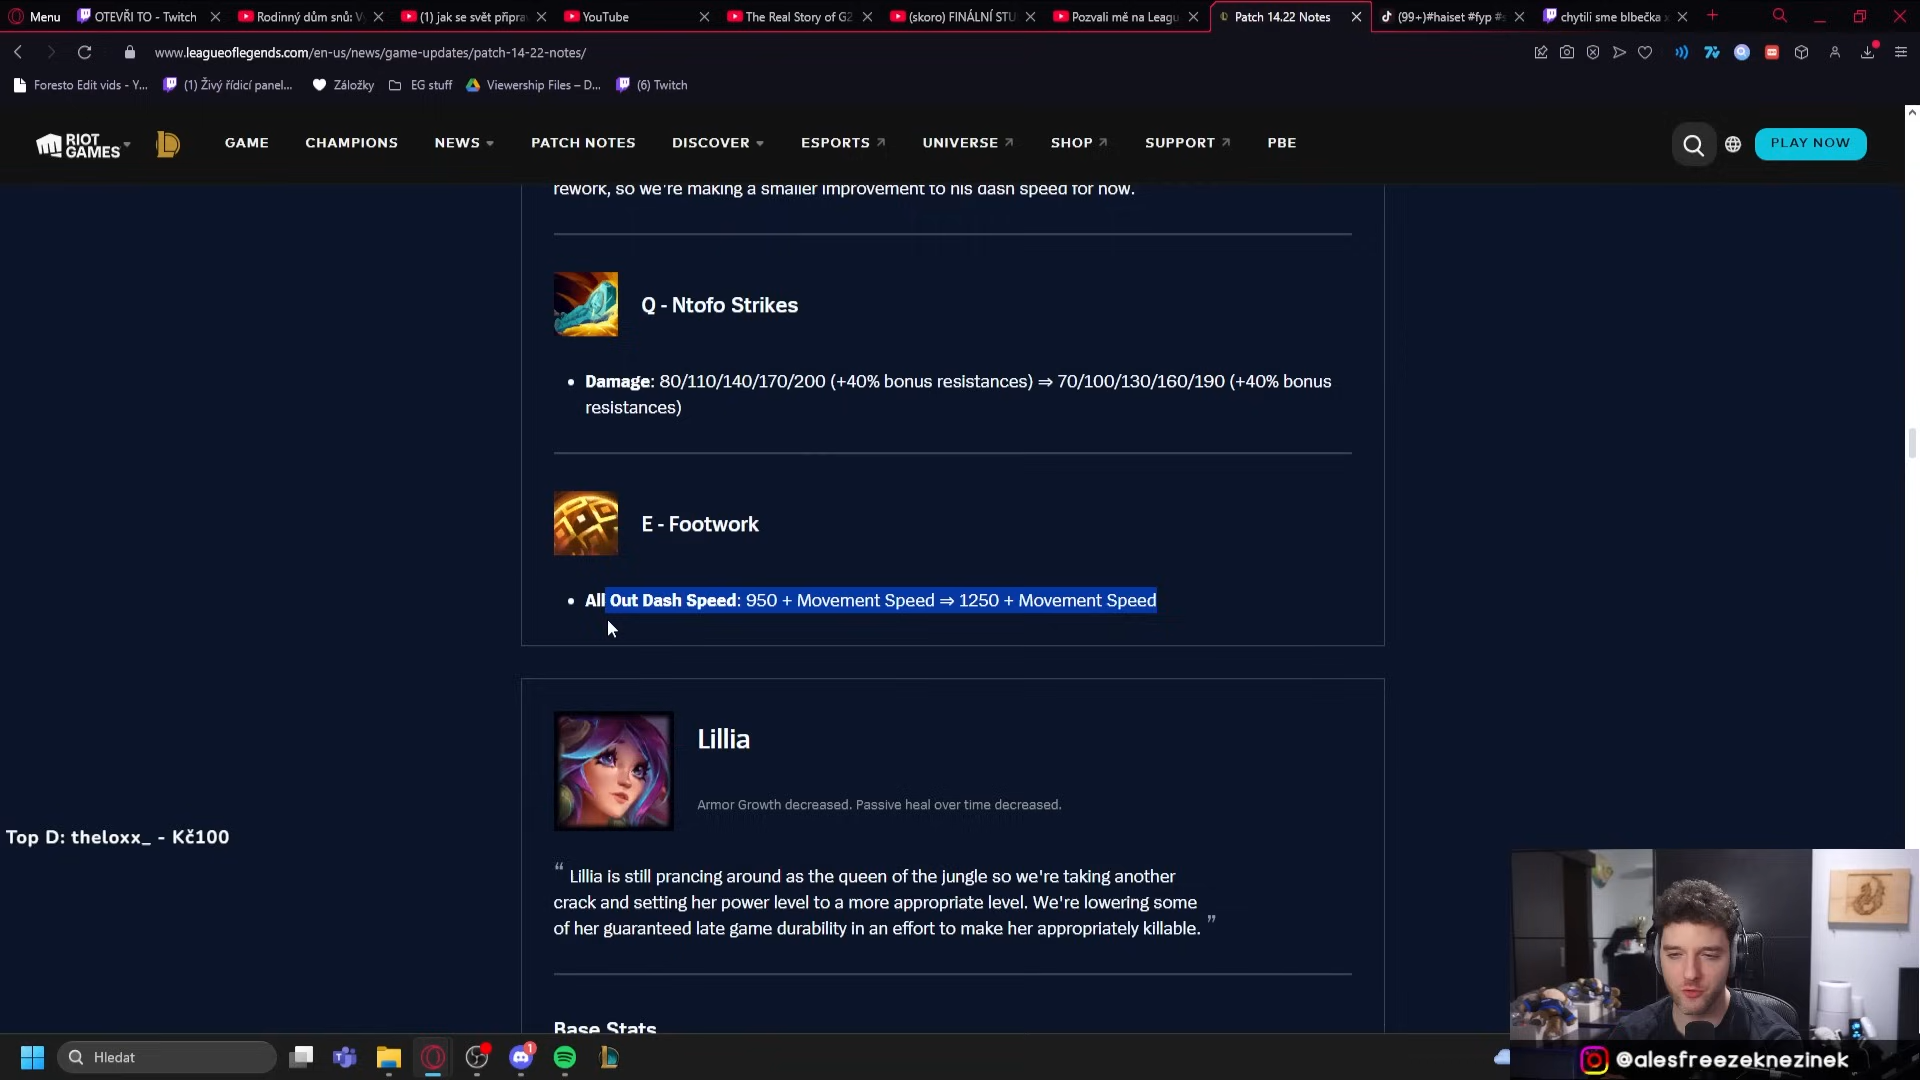 Menu
OTEVŘI TO - Twitch
Rodinný dům snů: V
(1) jak se svět připra
YouTube
The Real Story of G2
(skoro) FINÁLNÍ STU
Pozvali mě na Leagu
Patch 14.22 Notes
(99+)#haiset #fyp #s
chytili sme blbečka
www.leagueoflegends.com/en-us/news/game-updates/patch-14-22-notes/
Foresto Edit vids - Y...
(1) Živý řídicí panel...
Záložky
EG stuff
Viewership Files – D...
(6) Twitch
RIOT GAMES
GAME
CHAMPIONS
NEWS
PATCH NOTES
DISCOVER
ESPORTS
UNIVERSE
SHOP
SUPPORT
PBE
PLAY NOW
rework, so we're making a smaller improvement to his dash speed for now.
Q - Ntofo Strikes
• Damage: 80/110/140/170/200 (+40% bonus resistances) ⇒ 70/100/130/160/190 (+40% bonus
resistances)
E - Footwork
• All Out Dash Speed: 950 + Movement Speed ⇒ 1250 + Movement Speed
Lillia
Armor Growth decreased. Passive heal over time decreased.
Top D: theloxx_ - Kč100
“ Lillia is still prancing around as the queen of the jungle so we're taking another
crack and setting her power level to a more appropriate level. We're lowering some
of her guaranteed late game durability in an effort to make her appropriately killable. ”
Base Stats
Hledat
1
@alesfreezeknezinek